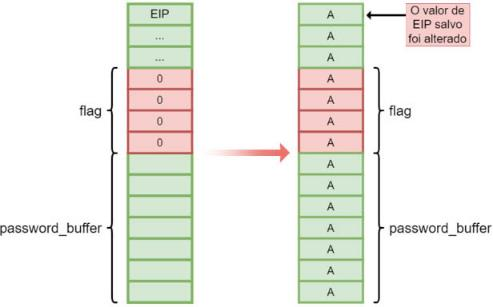 EIP
...
...
0
0
0
0
flag
password_buffer
A
A
A
A
A
A
A
A
A
A
A
A
A
A
flag
password_buffer
O valor de
EIP salvo
foi alterado